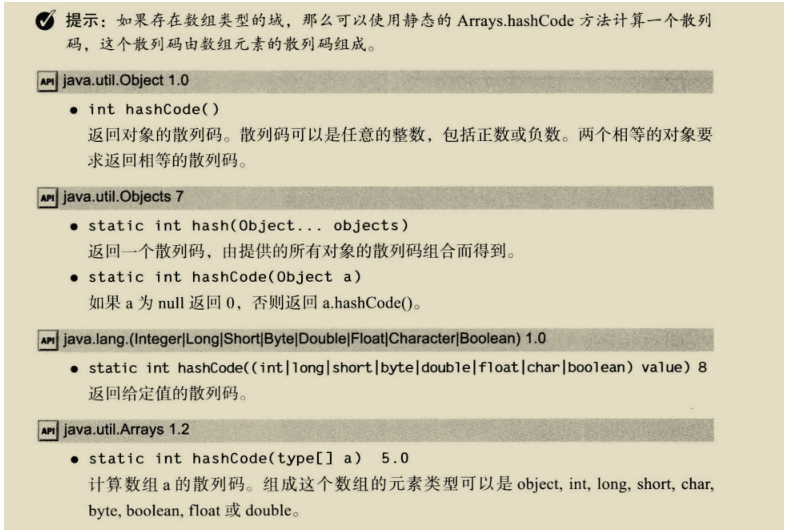 提示：如果存在数组类型的域，那么可以使用静态的 Arrays.hashCode 方法计算一个散列
码，这个散列码由数组元素的散列码组成。
API java.util.Object 1.0
• int hashCode()
返回对象的散列码。散列码可以是任意的整数，包括正数或负数。两个相等的对象要
求返回相等的散列码。
API java.util.Objects 7
• static int hash(Object... objects)
返回一个散列码，由提供的所有对象的散列码组合而得到。
• static int hashCode(Object a)
如果 a 为 null 返回 0，否则返回 a.hashCode()。
API java.lang.(Integer|Long|Short|Byte|Double|Float|Character|Boolean) 1.0
• static int hashCode((int|long|short|byte|double|float|char|boolean) value) 8
返回给定值的散列码。
API java.util.Arrays 1.2
• static int hashCode(type[] a) 5.0
计算数组 a 的散列码。组成这个数组的元素类型可以是 object, int, long, short, char,
byte, boolean, float 或 double。